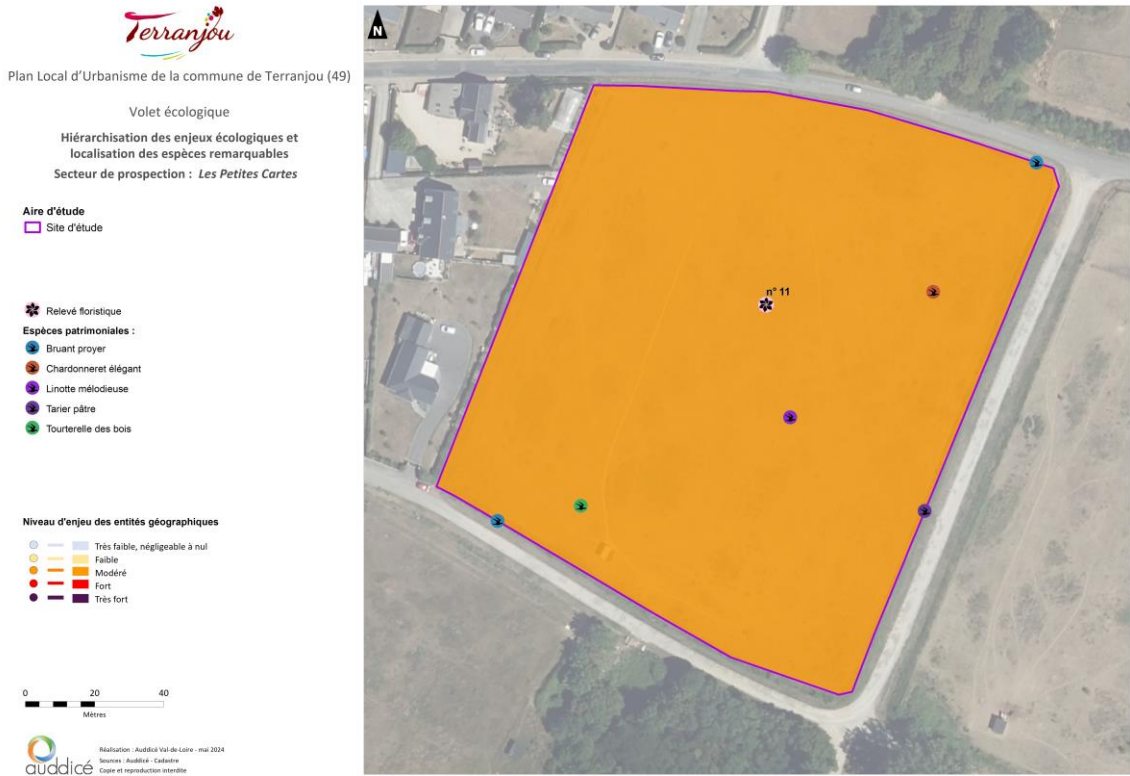 Terranjou
Plan Local d'Urbanisme de la commune de Terranjou (49)
Volet écologique
Hiérarchisation des enjeux écologiques et
localisation des espèces remarquables
Secteur de prospection : Les Petites Cartes
Aire d'étude
Site d'étude
Relevé floristique
Espèces patrimoniales :
Bruant proyer
Chardonneret élégant
Linotte mélodieuse
Tarier pâtre
Tourterelle des bois
Niveau d'enjeu des entités géographiques
Très faible, négligeable à nul
Faible
Modéré
Fort
Très fort
0 20 40
Mètres
auddicé
Réalisation : Auddicé Val-de-Loire - mai 2024
Sources : Auddicé - Cadastre
Copie et reproduction interdite
N
n° 11